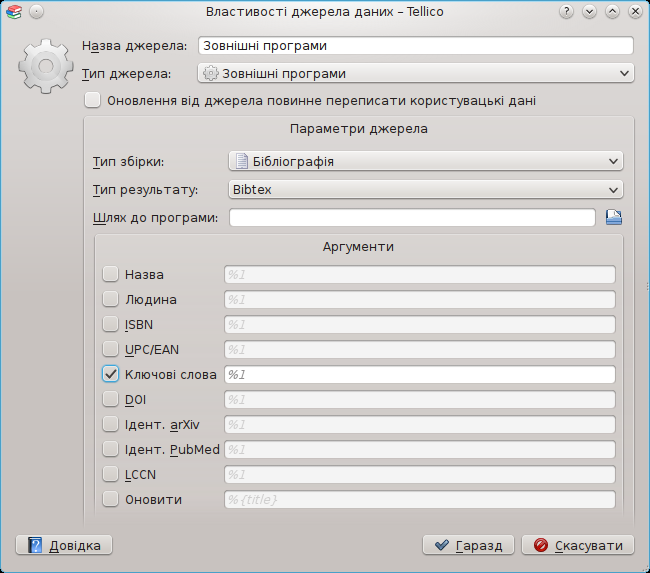 Властивості джерела даних – Tellico
Назва джерела: Зовнішні програми
Тип джерела: Зовнішні програми
Оновлення від джерела повинне переписати користувацькі дані
Параметри джерела
Тип збірки: Бібліографія
Тип результату: Bibtex
Шлях до програми:
Аргументи
Назва %1
Людина %1
ISBN %1
UPC/EAN %1
Ключові слова %1
DOI %1
Ідент. arXiv %1
Ідент. PubMed %1
LCCN %1
Оновити %{title}
Довідка Гаразд Скасувати